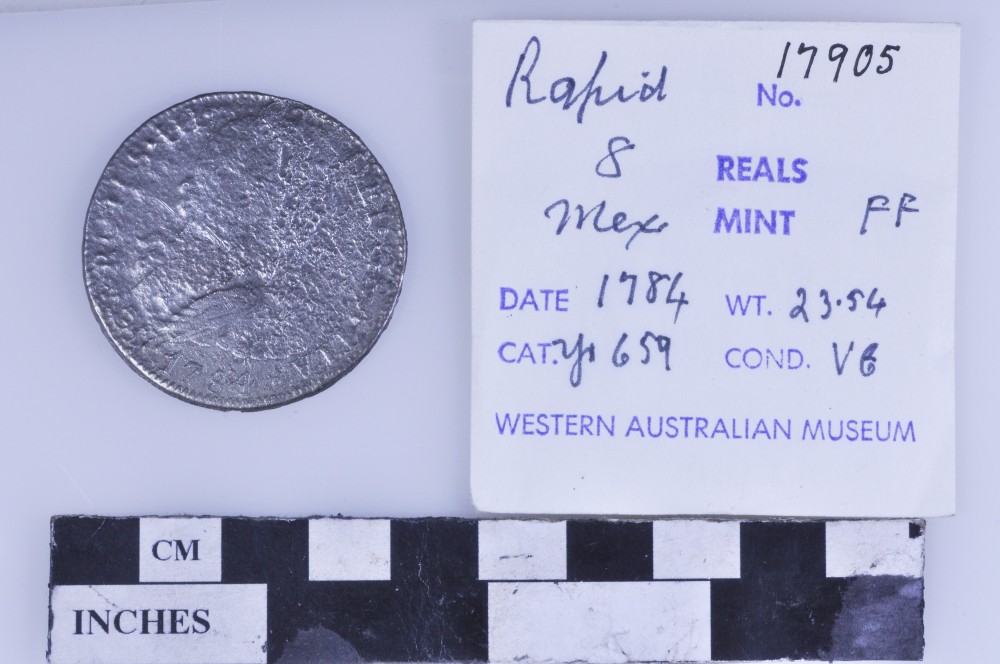 Rapid No. 17905
8 REALS
Mex MINT FF
DATE 1784 WT. 23.54
CAT. Yo 659 COND. VG
WESTERN AUSTRALIAN MUSEUM
CM
INCHES